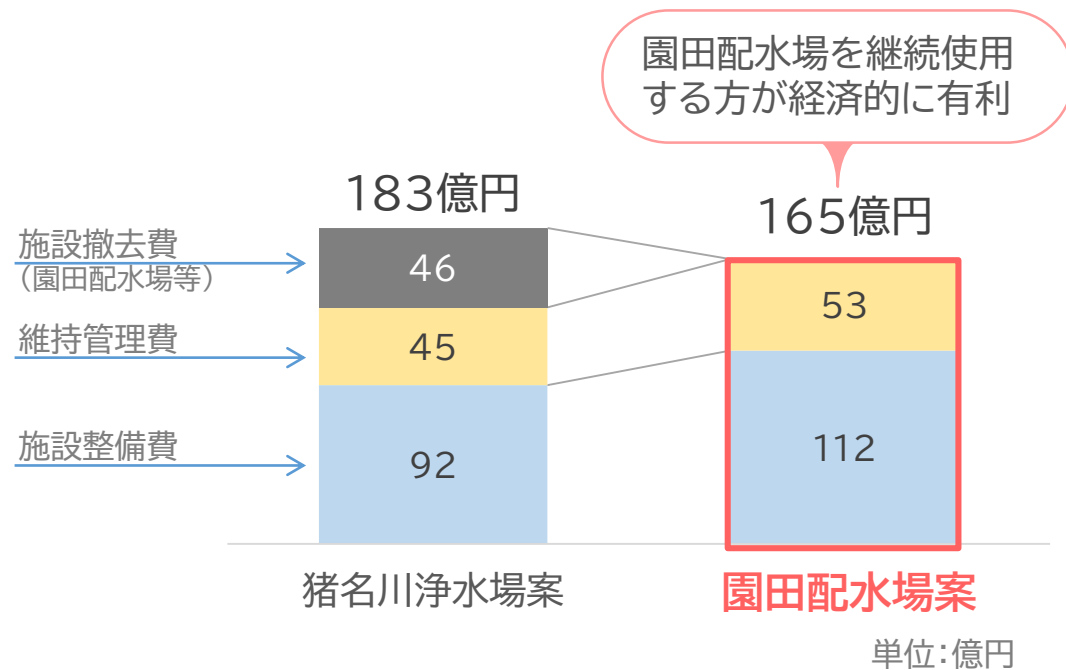 園田配水場を継続使用
する方が経済的に有利
183億円
165億円
施設撤去費
(園田配水場等)
46
53
維持管理費
45
施設整備費
92
112
猪名川浄水場案
園田配水場案
単位:億円